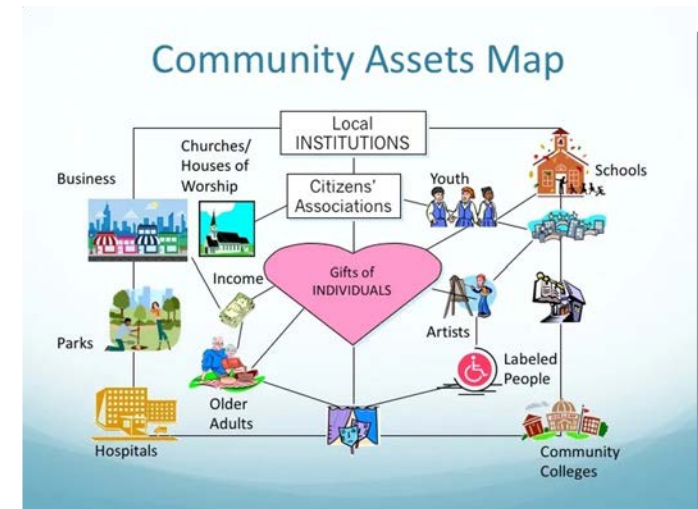 Community Assets Map
Local
INSTITUTIONS
Churches/
Houses of
Worship
Business
Citizens'
Associations
Youth
Schools
Income
Gifts of
INDIVIDUALS
Parks
Artists
Labeled
People
Older
Adults
Hospitals
Community
Colleges